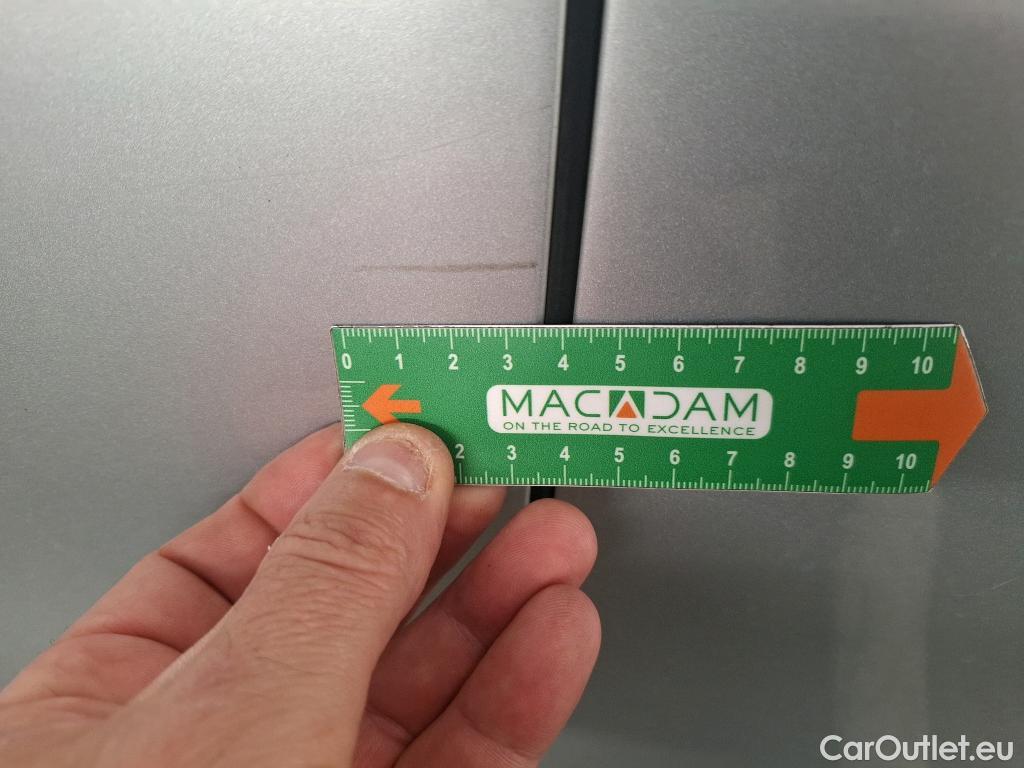 0 1 2 3 4 5 6 7 8 9 10
MACADAM
ON THE ROAD TO EXCELLENCE
2 3 4 5 6 7 8 9 10
CarOutlet.eu